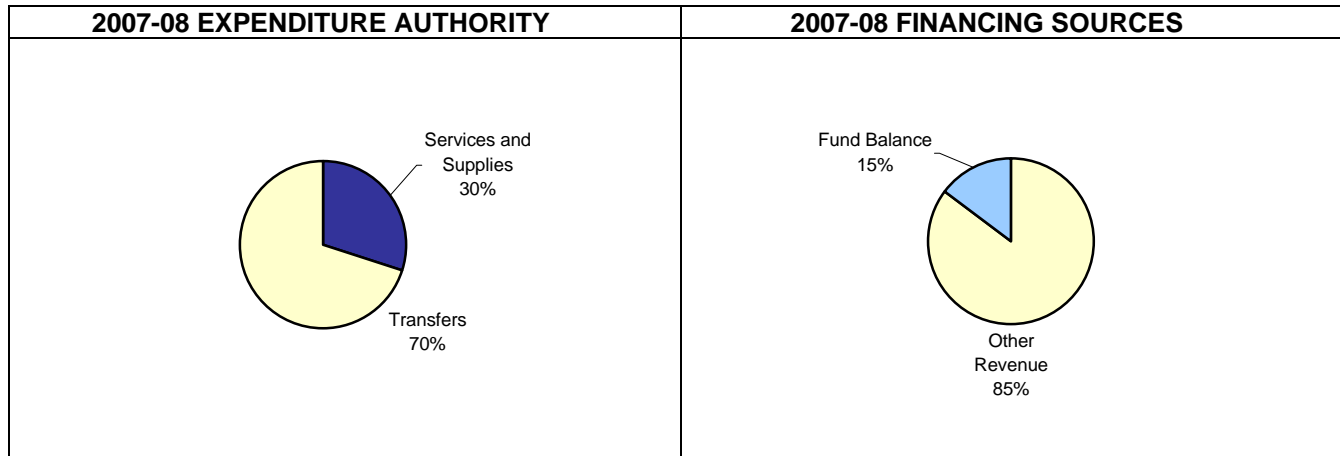 2007-08 EXPENDITURE AUTHORITY
Services and
Supplies
30%
Transfers
70%
2007-08 FINANCING SOURCES
Fund Balance
15%
Other
Revenue
85%